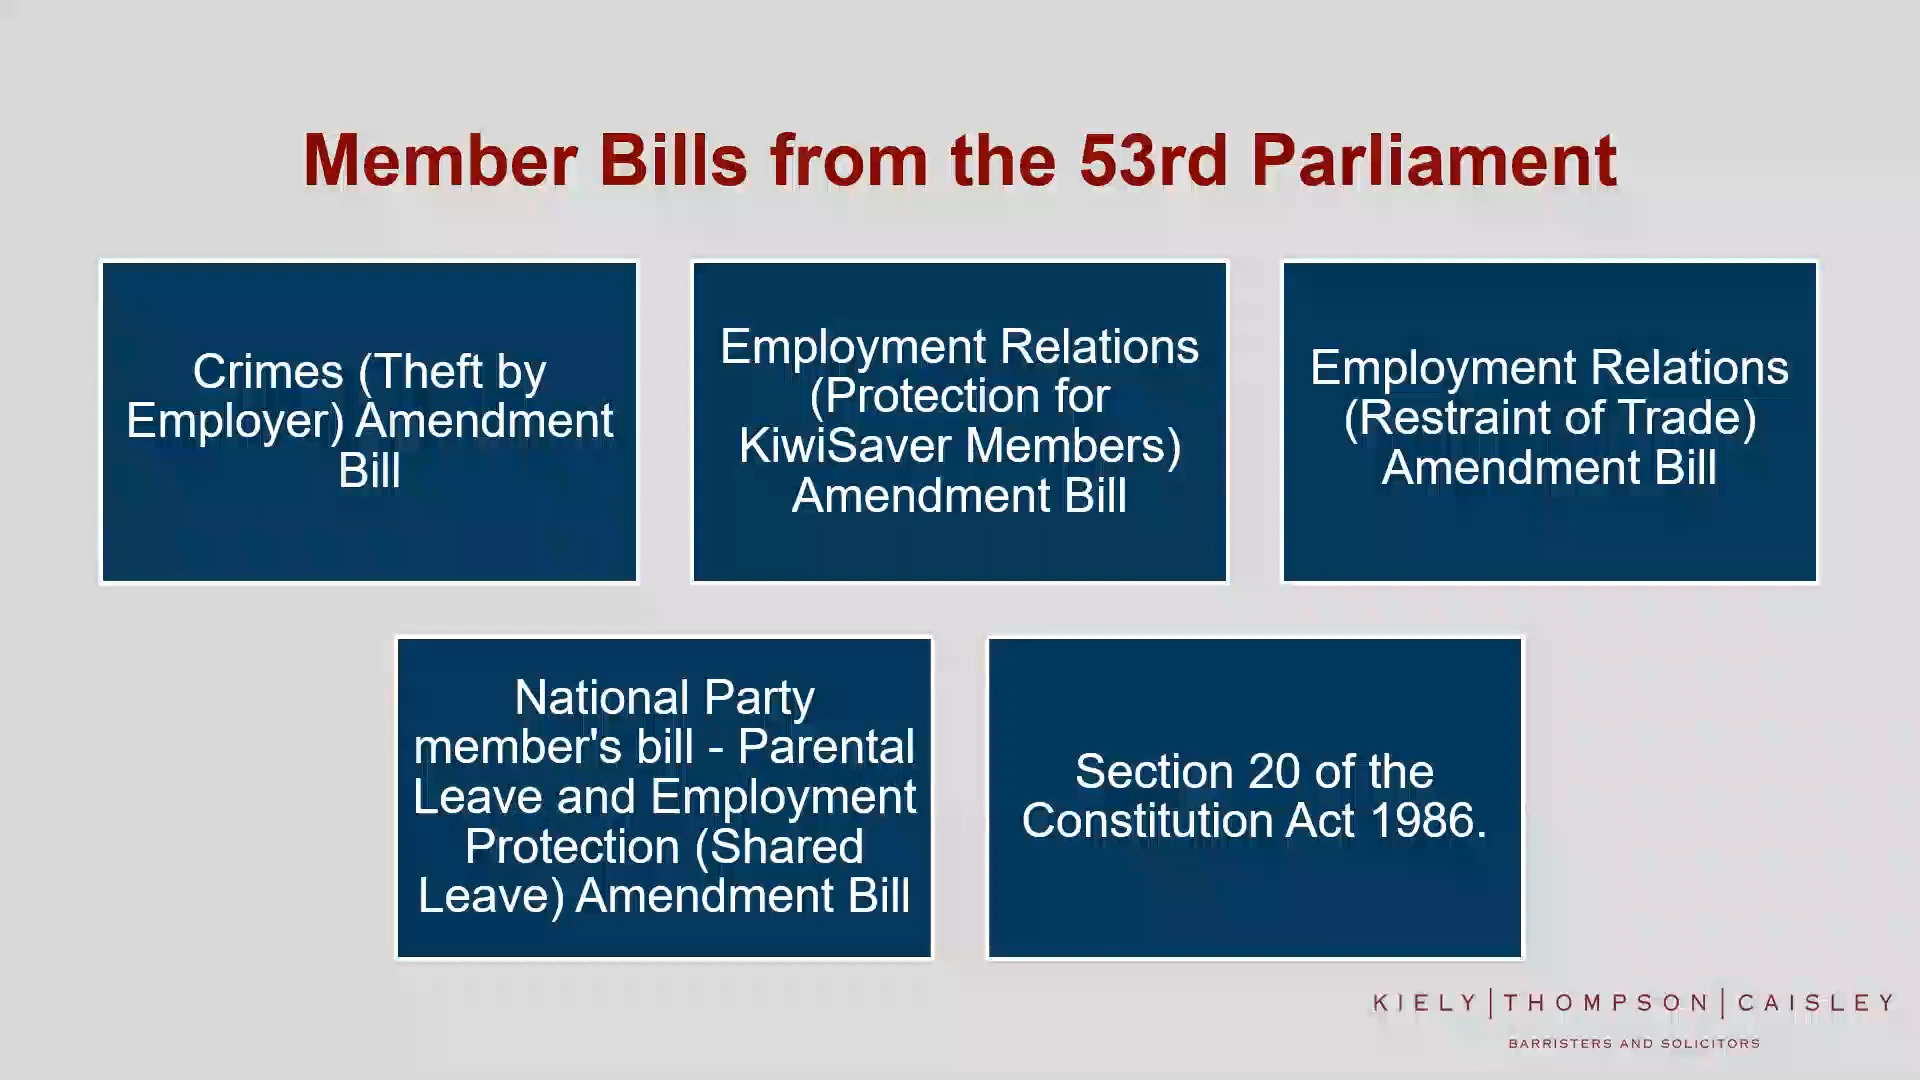 Member Bills from the 53rd Parliament
Crimes (Theft by
Employer) Amendment
Bill
Employment Relations
(Protection for
KiwiSaver Members)
Amendment Bill
Employment Relations
(Restraint of Trade)
Amendment Bill
National Party
member's bill - Parental
Leave and Employment
Protection (Shared
Leave) Amendment Bill
Section 20 of the
Constitution Act 1986.
KIELY|THOMPSON|CAISLEY
BARRISTERS AND SOLICITORS